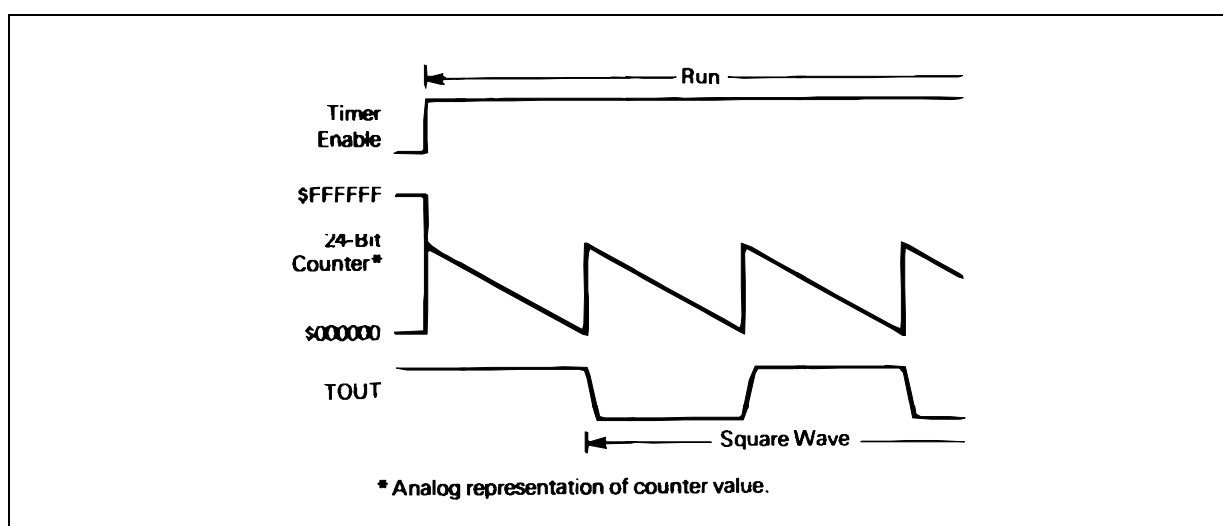 Run
Timer
Enable
$FFFFFF
24-Bit
Counter*
$000000
TOUT
Square Wave
* Analog representation of counter value.